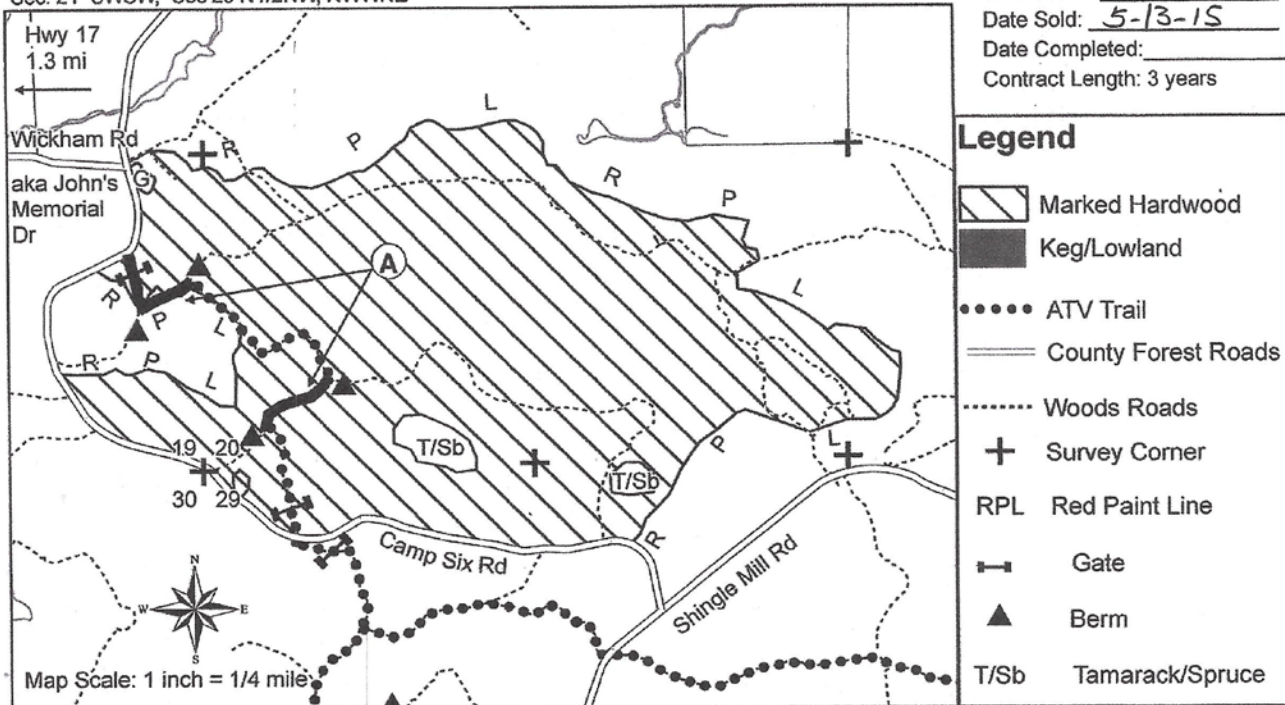 Date Sold: 5-13-15
Date Completed:
Contract Length: 3 years
Hwy 17
1.3 mi
Wickham Rd
aka John's
Memorial
Dr
G
A
R P L R P L
R P L
R P L
R P L
T/Sb
T/Sb
19 20
30 29
Camp Six Rd
Shingle Mill Rd
N
W E
S
Map Scale: 1 inch = 1/4 mile
Legend
Marked Hardwood
Keg/Lowland
ATV Trail
County Forest Roads
Woods Roads
Survey Corner
RPL Red Paint Line
Gate
Berm
T/Sb Tamarack/Spruce